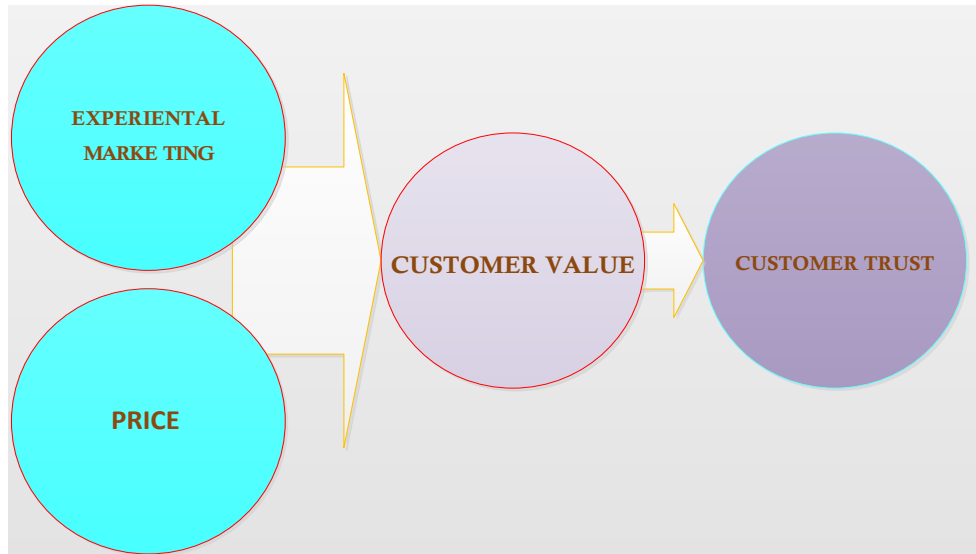 EXPERIENTAL
MARKE TING
CUSTOMER VALUE
CUSTOMER TRUST
PRICE